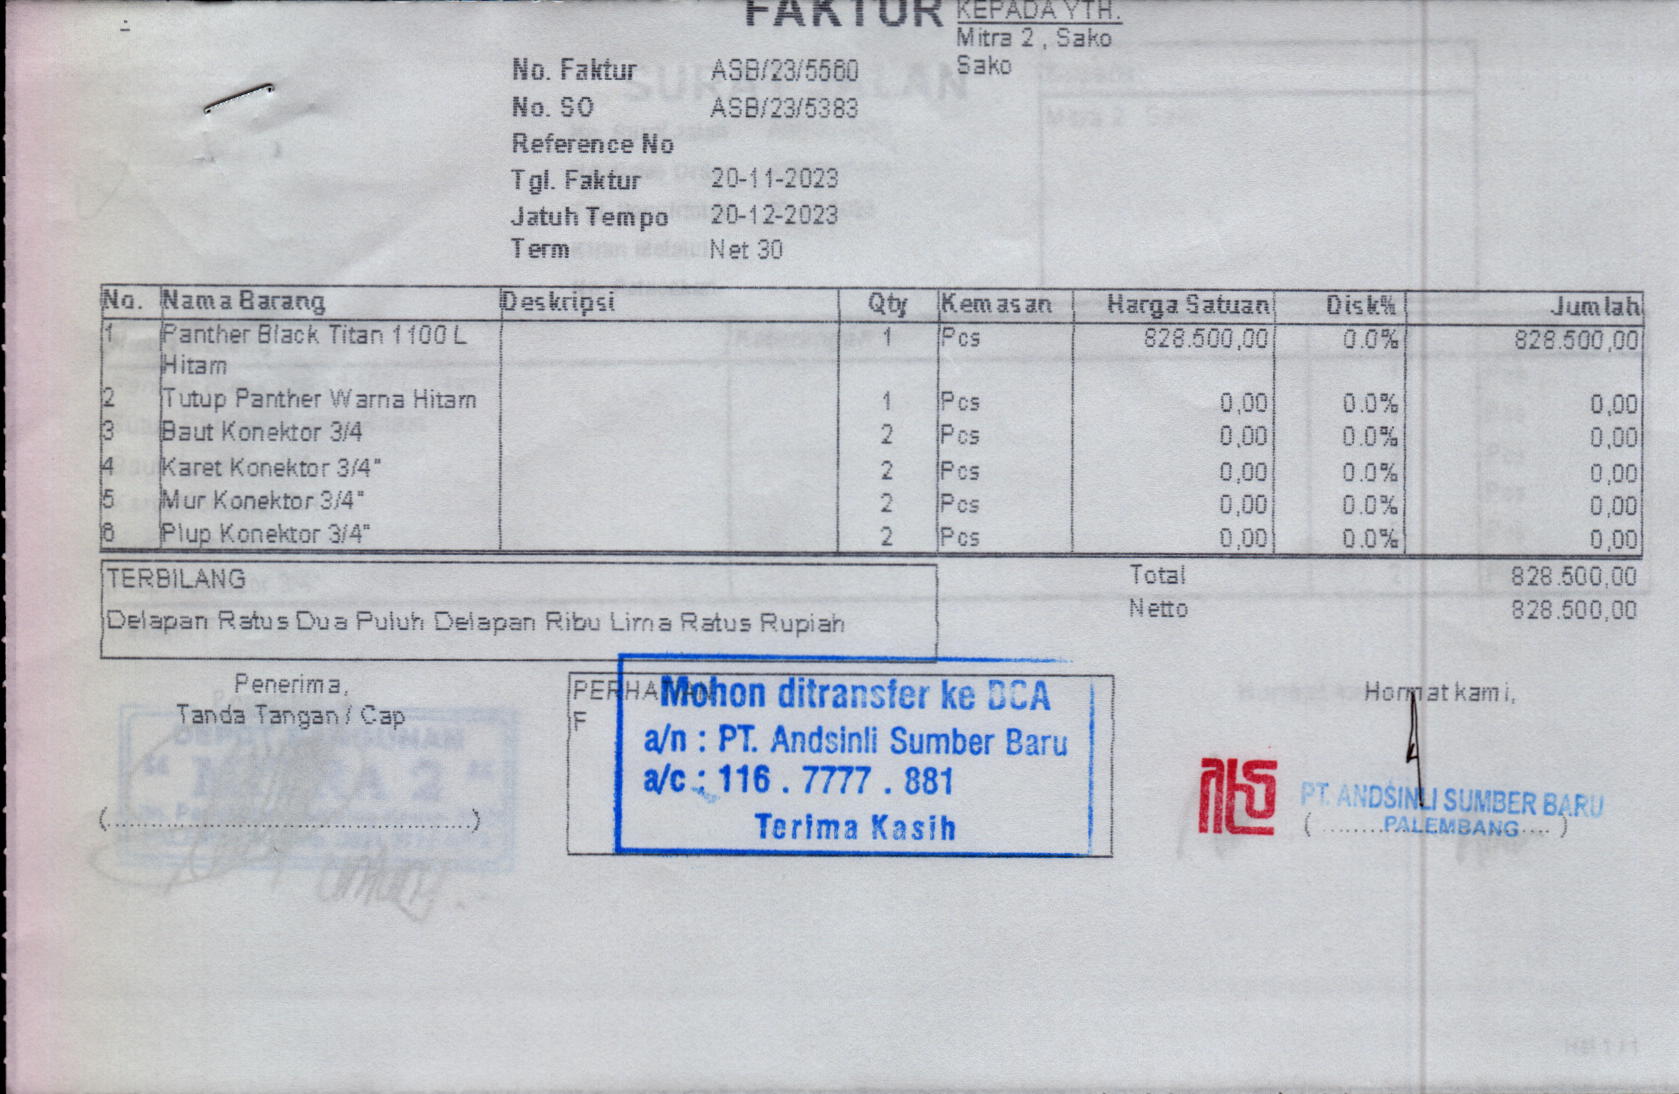 FAKTUR
KEPADA YTH.
Mitra 2 , Sako
Sako
No. Faktur ASB/23/5560
No. SO ASB/23/5383
Reference No
Tgl. Faktur 20-11-2023
Jatuh Tempo 20-12-2023
Term Net 30
No. Nama Barang Deskripsi Qty Kemasan Harga Satuan Disk% Jumlah
1 Panther Black Titan 1100 L Hitam 1 Pcs 828.500,00 0.0% 828.500,00
2 Tutup Panther Warna Hitam 1 Pcs 0,00 0.0% 0,00
3 Baut Konektor 3/4 2 Pcs 0,00 0.0% 0,00
4 Karet Konektor 3/4" 2 Pcs 0,00 0.0% 0,00
5 Mur Konektor 3/4" 2 Pcs 0,00 0.0% 0,00
6 Plup Konektor 3/4" 2 Pcs 0,00 0.0% 0,00
TERBILANG
Delapan Ratus Dua Puluh Delapan Ribu Lima Ratus Rupiah
Total 828.500,00
Netto 828.500,00
Penerima,
Tanda Tangan / Cap
MITRA 2
Mohon ditransfer ke BCA
a/n : PT. Andsinli Sumber Baru
a/c : 116 . 7777 . 881
Terima Kasih
Hormat kami,
PT. ANDSINLI SUMBER BARU
PALEMBANG